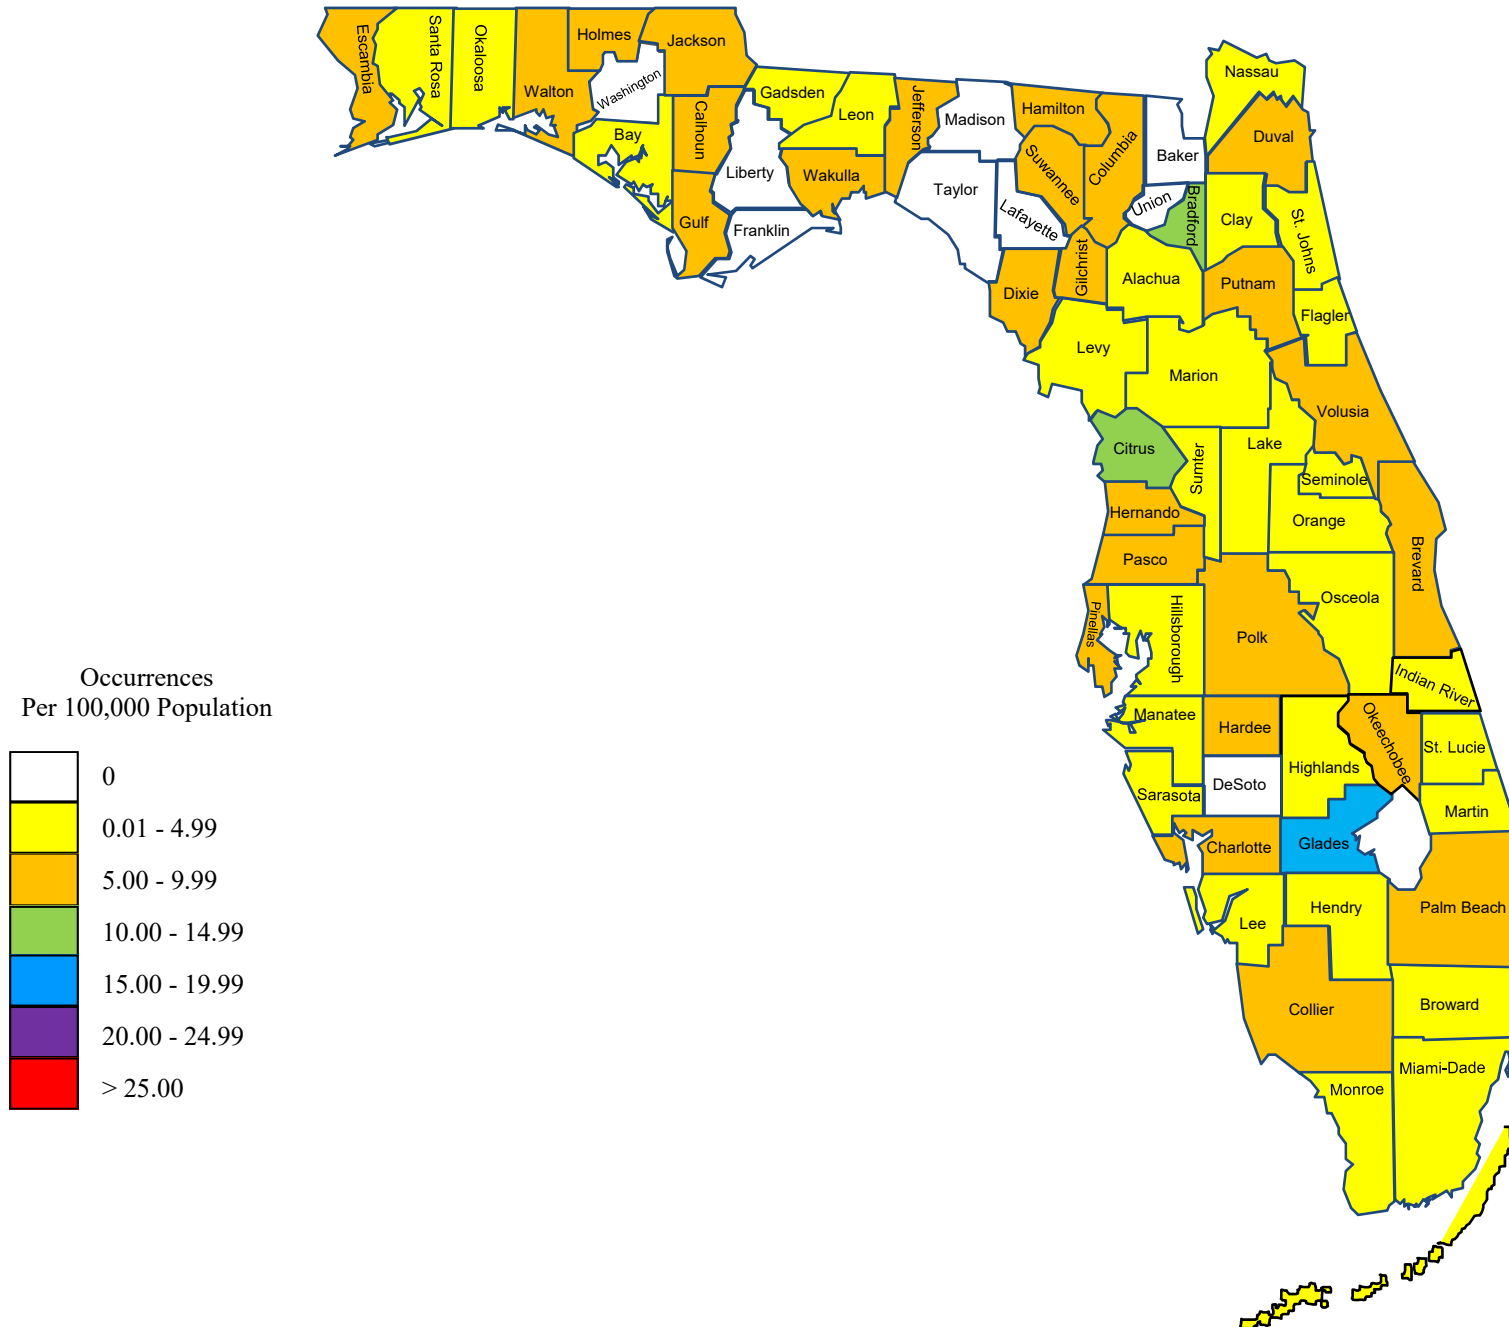 Escambia
Santa Rosa
Okaloosa
Walton
Holmes
Jackson
Washington
Bay
Calhoun
Gulf
Gadsden
Liberty
Franklin
Leon
Wakulla
Jefferson
Madison
Taylor
Hamilton
Suwannee
Lafayette
Columbia
Baker
Union
Bradford
Nassau
Duval
Clay
St. Johns
Gilchrist
Dixie
Alachua
Putnam
Flagler
Levy
Marion
Volusia
Citrus
Sumter
Lake
Seminole
Hernando
Orange
Pasco
Brevard
Pinellas
Hillsborough
Polk
Osceola
Indian River
Manatee
Hardee
Okeechobee
St. Lucie
Highlands
DeSoto
Sarasota
Martin
Charlotte
Glades
Lee
Hendry
Palm Beach
Collier
Broward
Miami-Dade
Monroe
Occurrences
Per 100,000 Population
0
0.01 - 4.99
5.00 - 9.99
10.00 - 14.99
15.00 - 19.99
20.00 - 24.99
> 25.00